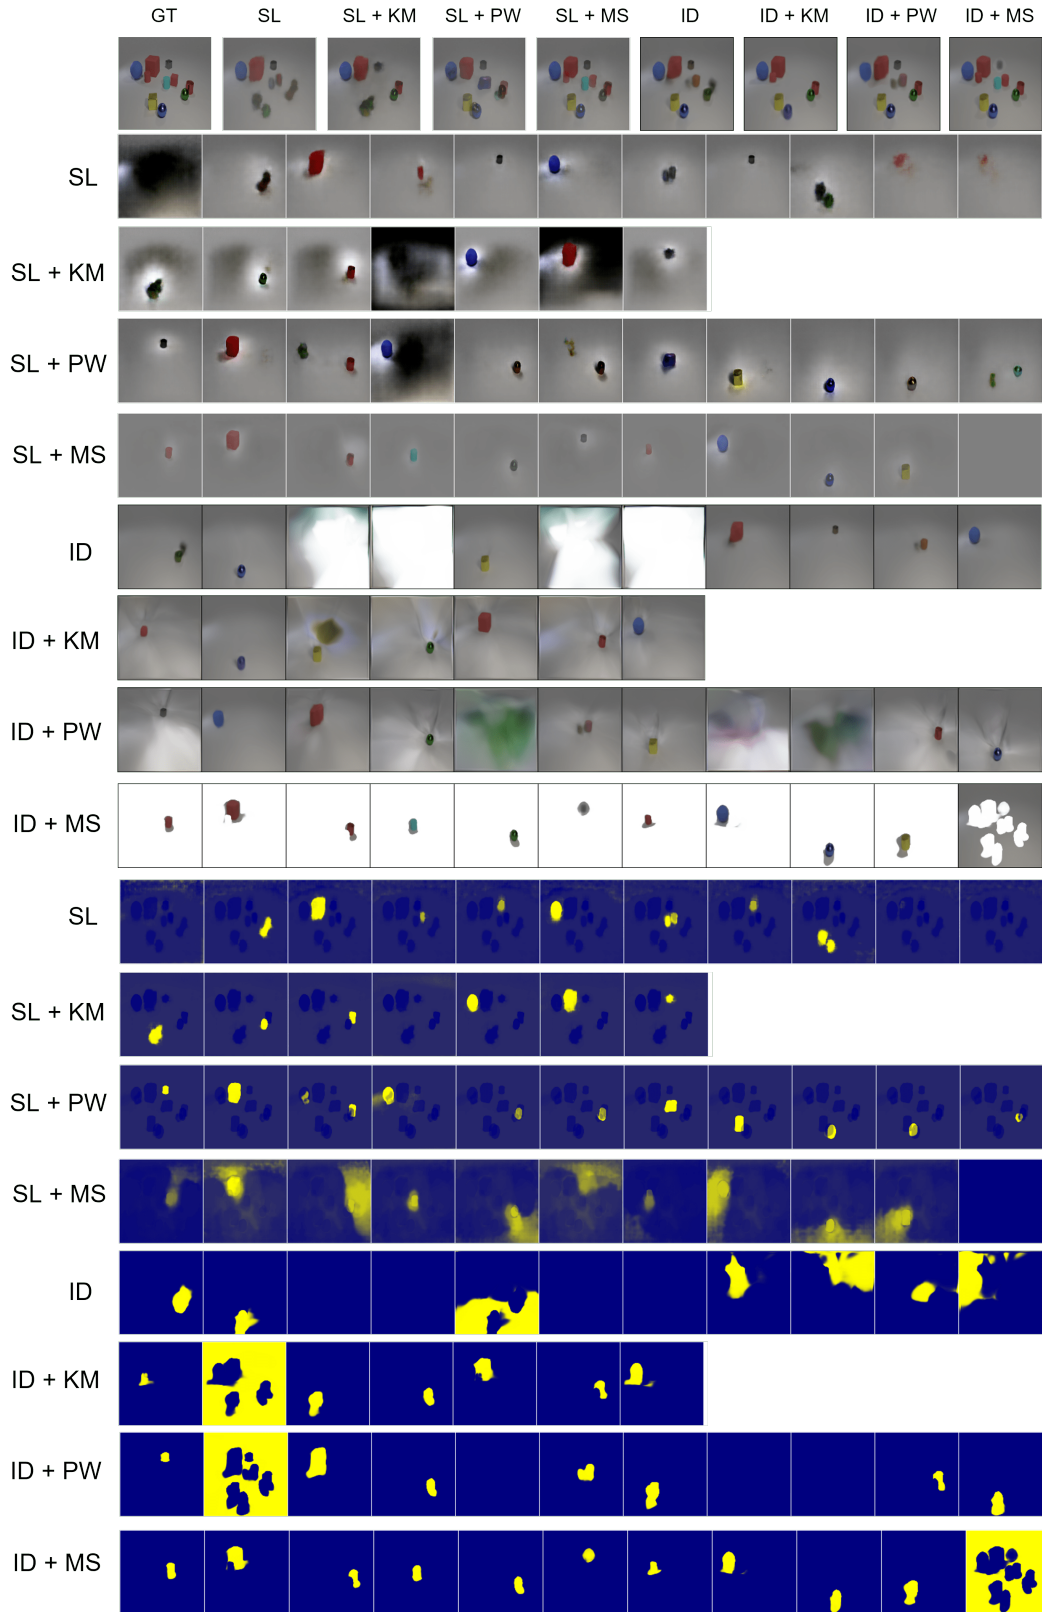 GT SL SL + KM SL + PW SL + MS ID ID + KM ID + PW ID + MS
SL
SL + KM
SL + PW
SL + MS
ID
ID + KM
ID + PW
ID + MS
SL
SL + KM
SL + PW
SL + MS
ID
ID + KM
ID + PW
ID + MS